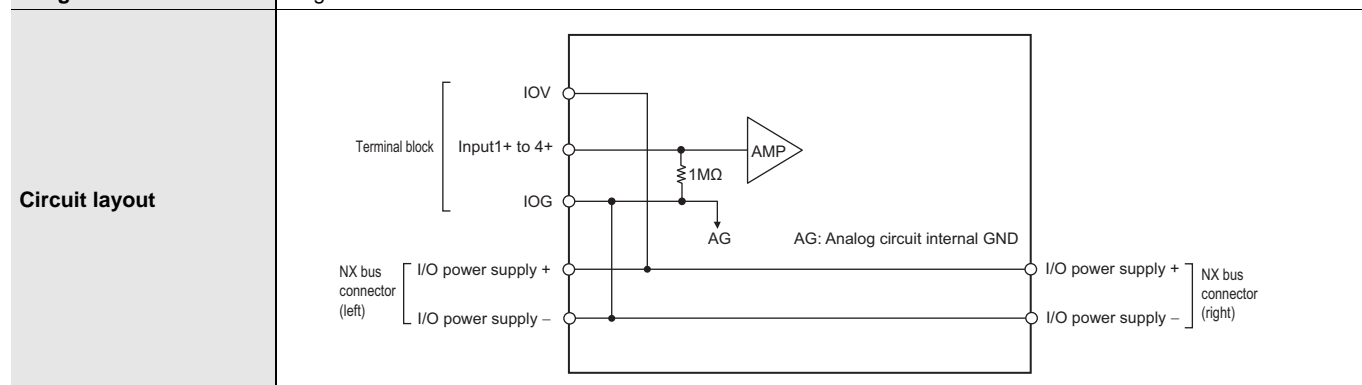 Circuit layout
IOV
Terminal block
Input1+ to 4+
AMP
1MΩ
IOG
AG
AG: Analog circuit internal GND
NX bus
connector
(left)
I/O power supply +
I/O power supply −
I/O power supply +
I/O power supply −
NX bus
connector
(right)